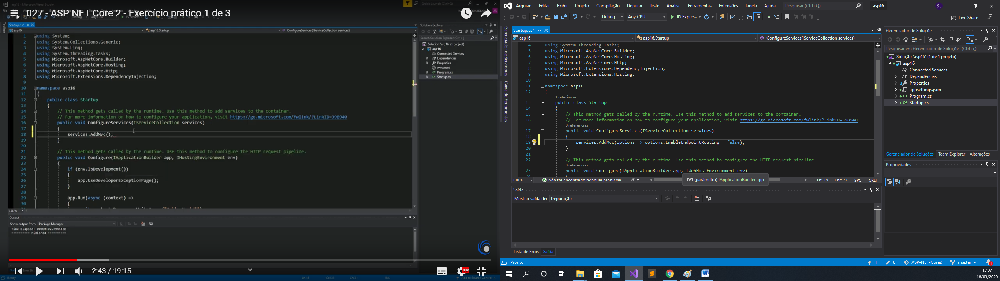 asp16 - Microsoft Visual Studio
Quick Launch (Ctrl+Q)
027 - ASP NET Core 2 - Exercício prático 1 de 3
Startup.cs*
asp16
asp16.Startup
ConfigureServices(IServiceCollection services)
1 using System;
2 using System.Collections.Generic;
3 using System.Linq;
4 using System.Threading.Tasks;
5 using Microsoft.AspNetCore.Builder;
6 using Microsoft.AspNetCore.Hosting;
7 using Microsoft.AspNetCore.Http;
8 using Microsoft.Extensions.DependencyInjection;
9
10 namespace asp16
11 {
12 public class Startup
13 {
14 // This method gets called by the runtime. Use this method to add services to the container.
15 // For more information on how to configure your application, visit https://go.microsoft.com/fwlink/?LinkID=398940
16 public void ConfigureServices(IServiceCollection services)
17 {
18 services.AddMvc();
19 }
20
21 // This method gets called by the runtime. Use this method to configure the HTTP request pipeline.
22 public void Configure(IApplicationBuilder app, IHostingEnvironment env)
23 {
24 if (env.IsDevelopment())
25 {
26 app.UseDeveloperExceptionPage();
27 }
28
29 app.Run(async (context) =>
30 {
111 %
Solution Explorer
Search Solution Explorer (Ctrl+´)
Solution 'asp16' (1 project)
asp16
Connected Services
Dependencies
Properties
wwwroot
Program.cs
Startup.cs
Toolbox
Output
Show output from: Package Manager
Time Elapsed: 00:00:02.7944438
========== Finished ==========
2:43 / 19:15
HD
Error List
Ready
Ln 18 Col 31 Ch 31 INS
Add to Source Control
Arquivo Editar Exibir Projeto Compilação Depurar Teste Análise Ferramentas Extensões Janela Ajuda
Pesquisar (Ctrl+Q)
asp16
BL
Debug
Any CPU
IIS Express
Live Share
Gerenciador de Servidores
Caixa de Ferramentas
Startup.cs*
asp16
asp16.Startup
ConfigureServices(IServiceCollection services)
4 using System.Threading.Tasks;
5 using Microsoft.AspNetCore.Builder;
6 using Microsoft.AspNetCore.Hosting;
7 using Microsoft.AspNetCore.Http;
8 using Microsoft.Extensions.DependencyInjection;
9 using Microsoft.Extensions.Hosting;
10
11 namespace asp16
12 {
1 referência
13 public class Startup
14 {
15 // This method gets called by the runtime. Use this method to add services to the container.
16 // For more information on how to configure your application, visit https://go.microsoft.com/fwlink/?LinkID=398940
0 referências
17 public void ConfigureServices(IServiceCollection services)
18 {
19 services.AddMvc(options => options.EnableEndpointRouting = false);
20 }
21
22 // This method gets called by the runtime. Use this method to configure the HTTP request pipeline.
0 referências
23 public void Configure(IApplicationBuilder app, IWebHostEnvironment env)
24 {
100 %
Não foi encontrado nenhum problema
(parâmetro) IApplicationBuilder app
Ln: 19 Car: 77 SPC CRLF
Saída
Mostrar saída de: Depuração
Lista de Erros Saída
Gerenciador de Soluções
Pesquisar em Gerenciador de Soluções (Ctrl+ç)
Solução 'asp16' (1 de 1 projeto)
asp16
Connected Services
Dependências
Properties
appsettings.json
Program.cs
Startup.cs
Gerenciador de Soluções Team Explorer – Alterações
Propriedades
Pronto
1 8 ASP-NET-Core2 master 3
15:07
18/03/2020